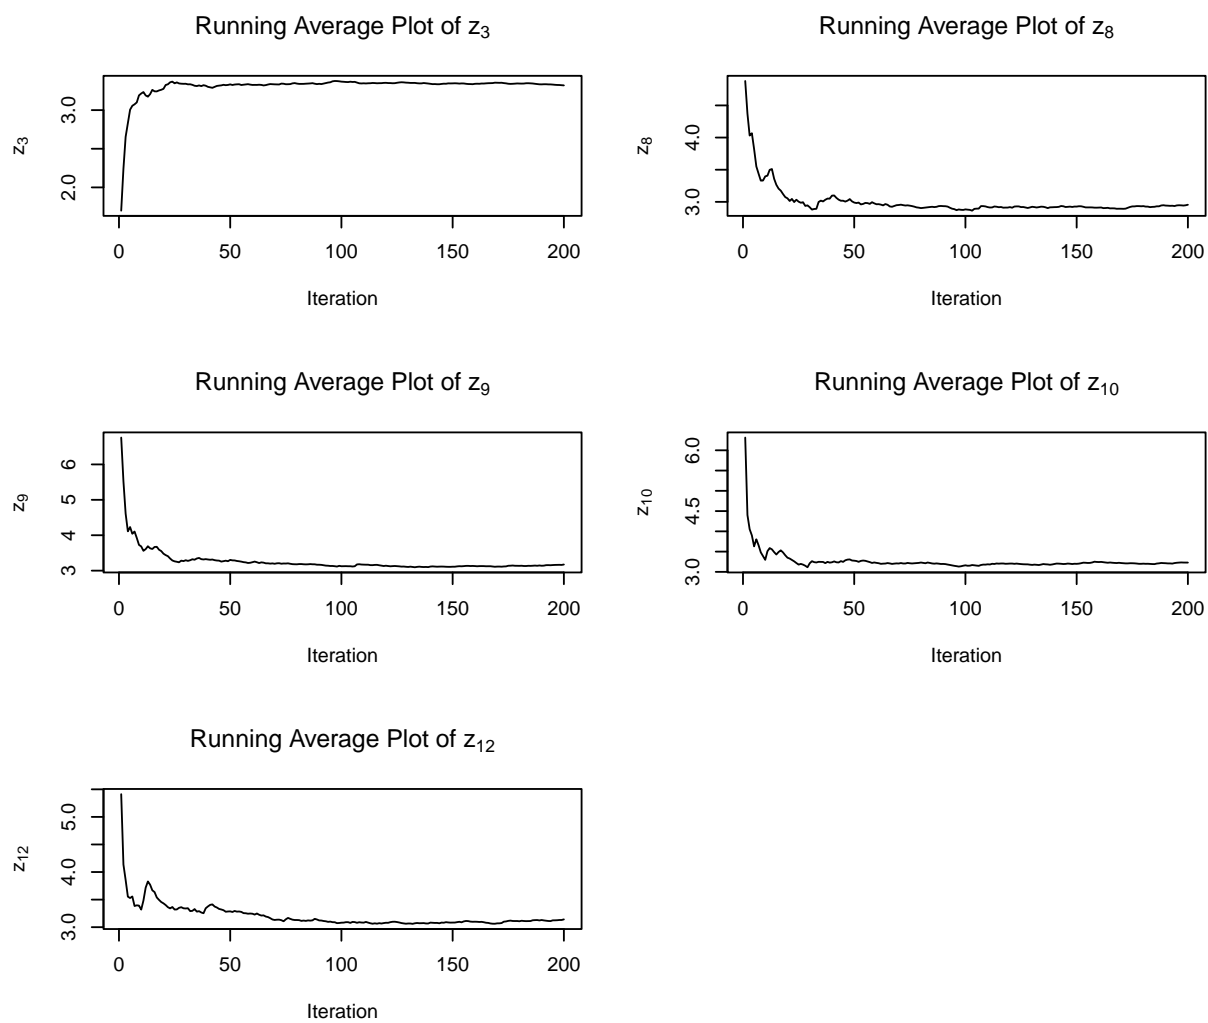 Running Average Plot of z₃
z₃
3.0
2.0
0 50 100 150 200
Iteration
Running Average Plot of z₈
z₈
4.0
3.0
0 50 100 150 200
Iteration
Running Average Plot of z₉
z₉
6
5
4
3
0 50 100 150 200
Iteration
Running Average Plot of z₁₀
z₁₀
6.0
4.5
3.0
0 50 100 150 200
Iteration
Running Average Plot of z₁₂
z₁₂
5.0
4.0
3.0
0 50 100 150 200
Iteration